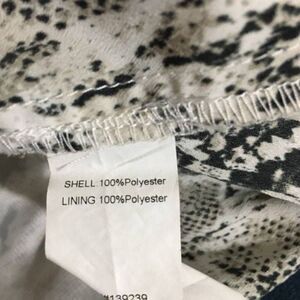 SHELL:100%Polyester
LINING 100%Polyester
#139239